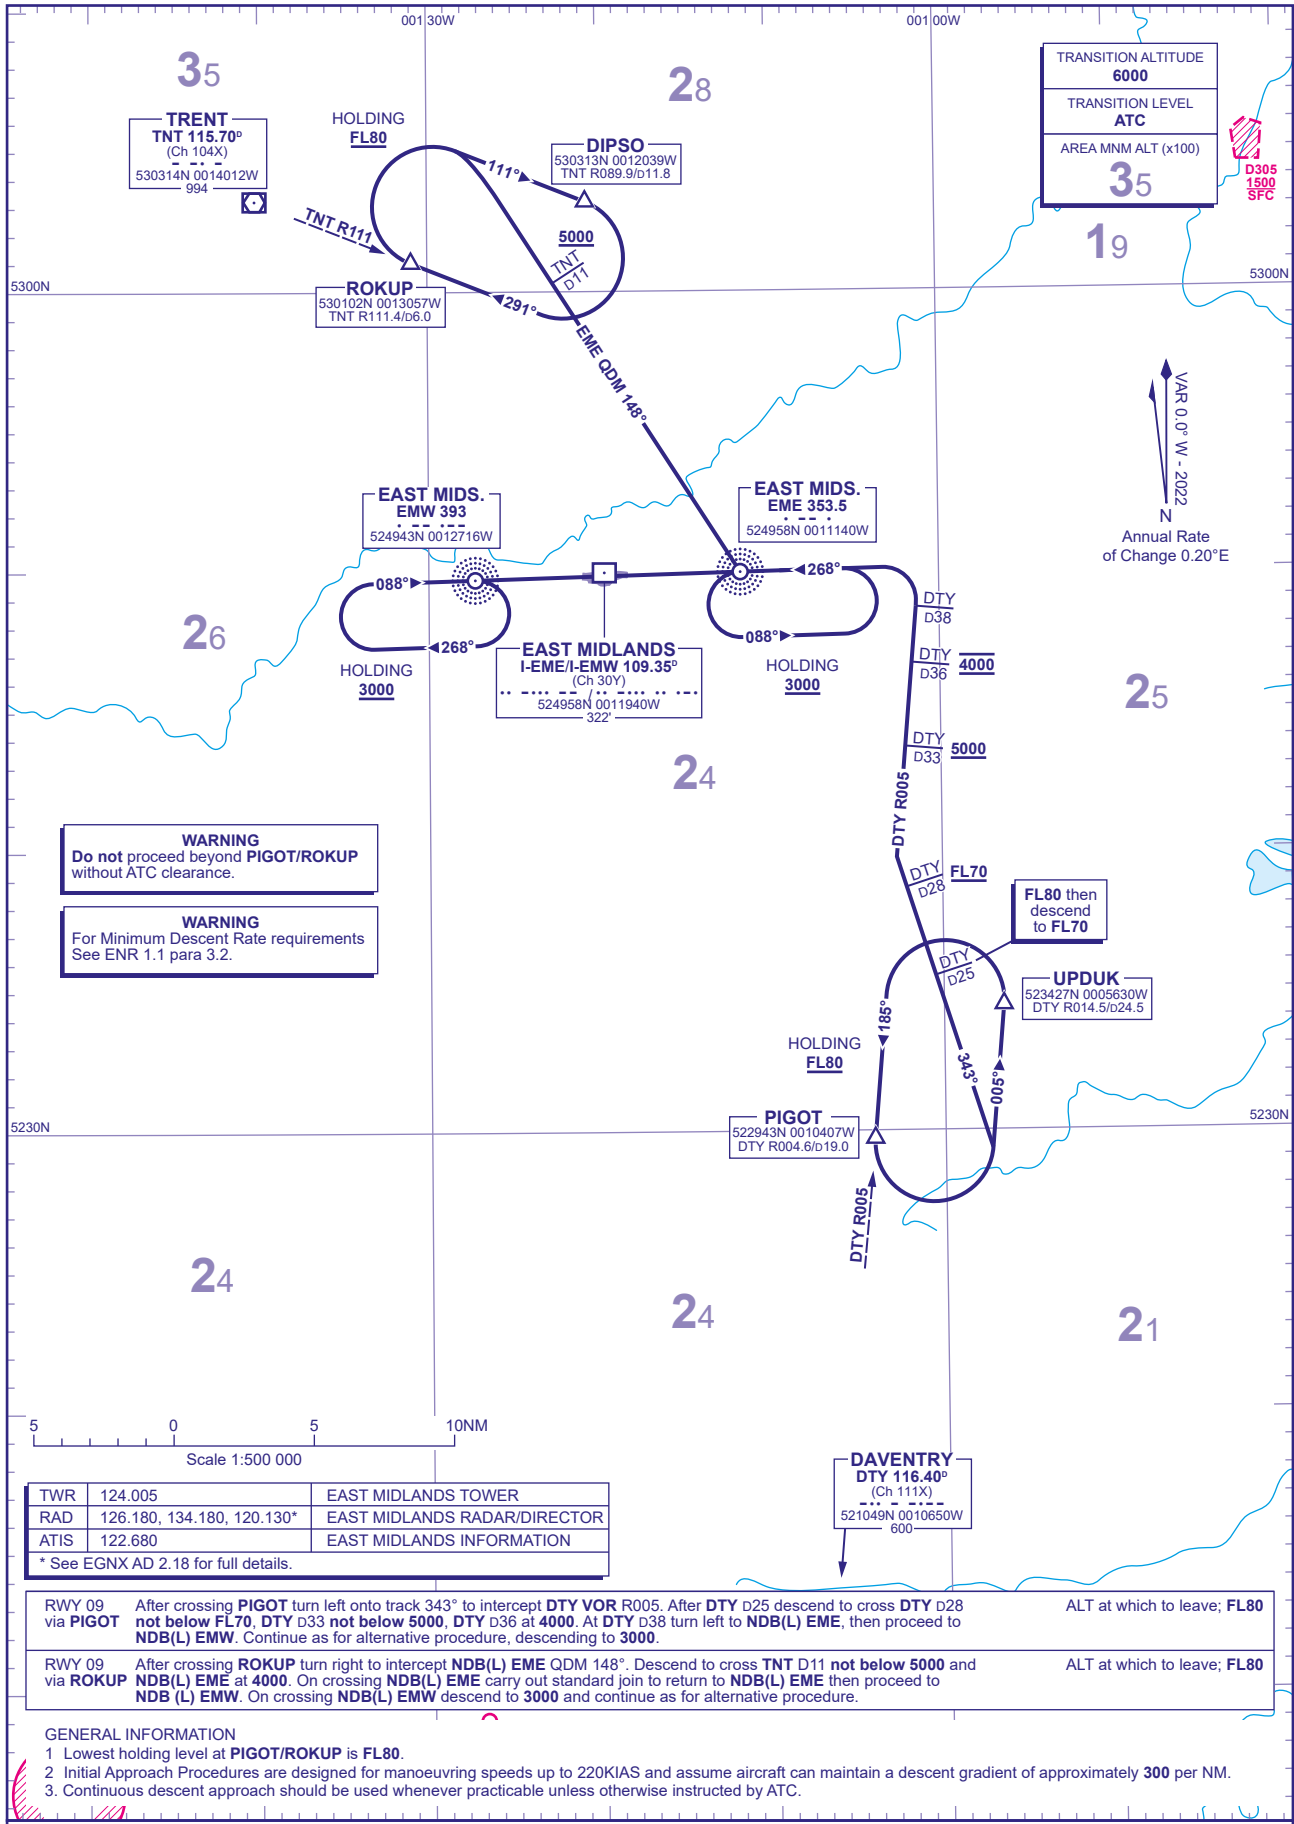 001 30W
001 00W
35
28
TRANSITION ALTITUDE
6000
TRANSITION LEVEL
ATC
AREA MNM ALT (x100)
35
D305
1500
SFC
19
TRENT
TNT 115.70D
(Ch 104X)
530314N 0014012W
994
HOLDING
FL80
DIPSO
530313N 0012039W
TNT R089.9/D11.8
111°
TNT R111
5000
TNT
D11
ROKUP
530102N 0013057W
TNT R111.4/D6.0
291°
5300N
5300N
EME QDM 148°
VAR 0.0° W - 2022
N
Annual Rate
of Change 0.20°E
EAST MIDS.
EMW 393
524943N 0012716W
EAST MIDS.
EME 353.5
524958N 0011140W
088°
268°
268°
088°
HOLDING
3000
HOLDING
3000
EAST MIDLANDS
I-EME/I-EMW 109.35D
(Ch 30Y)
524958N 0011940W
322'
DTY
D38
DTY
D36
4000
DTY
D33
5000
26
25
24
DTY R005
DTY
D28
FL70
WARNING
Do not proceed beyond PIGOT/ROKUP
without ATC clearance.
WARNING
For Minimum Descent Rate requirements
See ENR 1.1 para 3.2.
FL80 then
descend
to FL70
DTY
D25
UPDUK
523427N 0005630W
DTY R014.5/D24.5
185°
HOLDING
FL80
343°
005°
PIGOT
522943N 0010407W
DTY R004.6/D19.0
5230N
5230N
DTY R005
24
24
21
5 0 5 10NM
Scale 1:500 000
DAVENTRY
DTY 116.40D
(Ch 111X)
521049N 0010650W
600
TWR 124.005 EAST MIDLANDS TOWER
RAD 126.180, 134.180, 120.130* EAST MIDLANDS RADAR/DIRECTOR
ATIS 122.680 EAST MIDLANDS INFORMATION
* See EGNX AD 2.18 for full details.
RWY 09 After crossing PIGOT turn left onto track 343° to intercept DTY VOR R005. After DTY D25 descend to cross DTY D28 ALT at which to leave; FL80
via PIGOT not below FL70, DTY D33 not below 5000, DTY D36 at 4000. At DTY D38 turn left to NDB(L) EME, then proceed to
NDB(L) EMW. Continue as for alternative procedure, descending to 3000.
RWY 09 After crossing ROKUP turn right to intercept NDB(L) EME QDM 148°. Descend to cross TNT D11 not below 5000 and ALT at which to leave; FL80
via ROKUP NDB(L) EME at 4000. On crossing NDB(L) EME carry out standard join to return to NDB(L) EME then proceed to
NDB (L) EMW. On crossing NDB(L) EMW descend to 3000 and continue as for alternative procedure.
GENERAL INFORMATION
1 Lowest holding level at PIGOT/ROKUP is FL80.
2 Initial Approach Procedures are designed for manoeuvring speeds up to 220KIAS and assume aircraft can maintain a descent gradient of approximately 300 per NM.
3. Continuous descent approach should be used whenever practicable unless otherwise instructed by ATC.